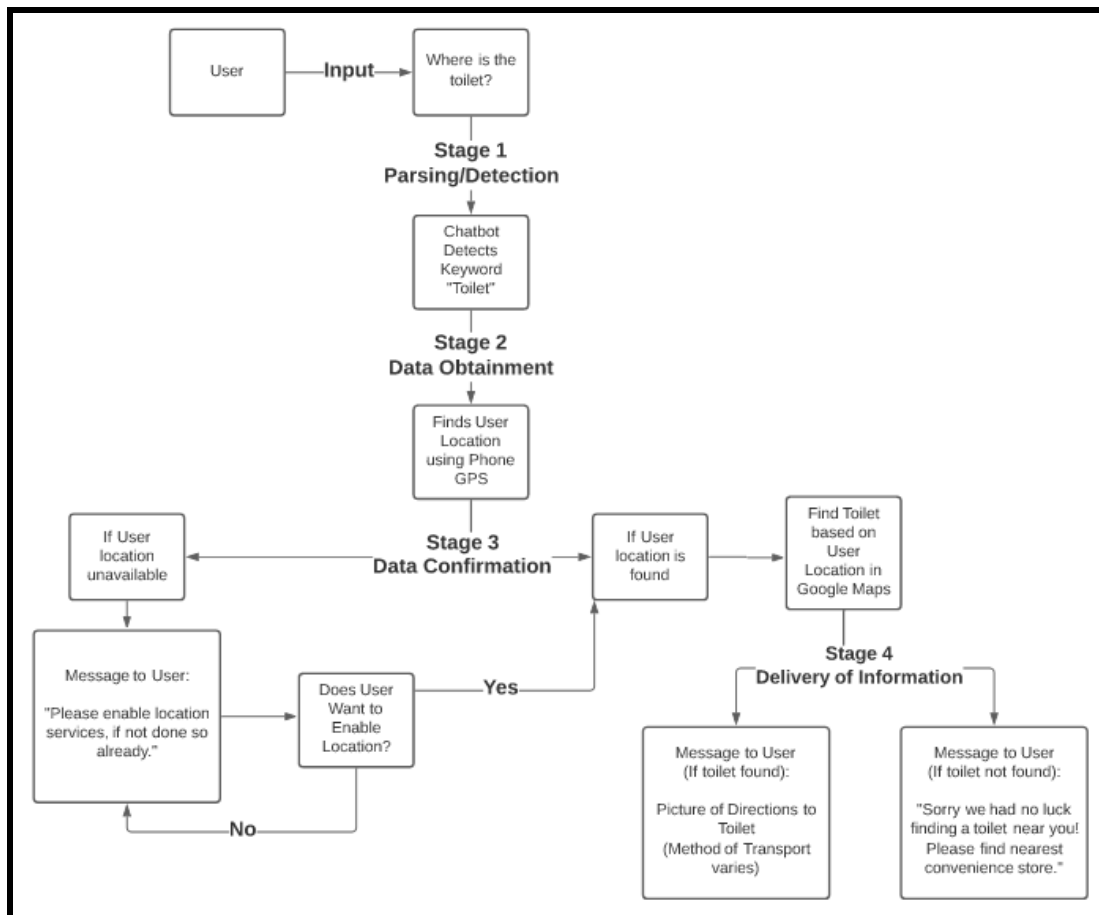 User
Input
Where is the
toilet?
Stage 1
Parsing/Detection
Chatbot
Detects
Keyword
"Toilet"
Stage 2
Data Obtainment
Finds User
Location
using Phone
GPS
Stage 3
Data Confirmation
If User
location
unavailable
If User
location is
found
Find Toilet
based on
User
Location in
Google Maps
Message to User:
"Please enable location
services, if not done so
already."
Does User
Want to
Enable
Location?
Yes
No
Stage 4
Delivery of Information
Message to User
(If toilet found):
Picture of Directions to
Toilet
(Method of Transport
varies)
Message to User
(If toilet not found):
"Sorry we had no luck
finding a toilet near you!
Please find nearest
convenience store."